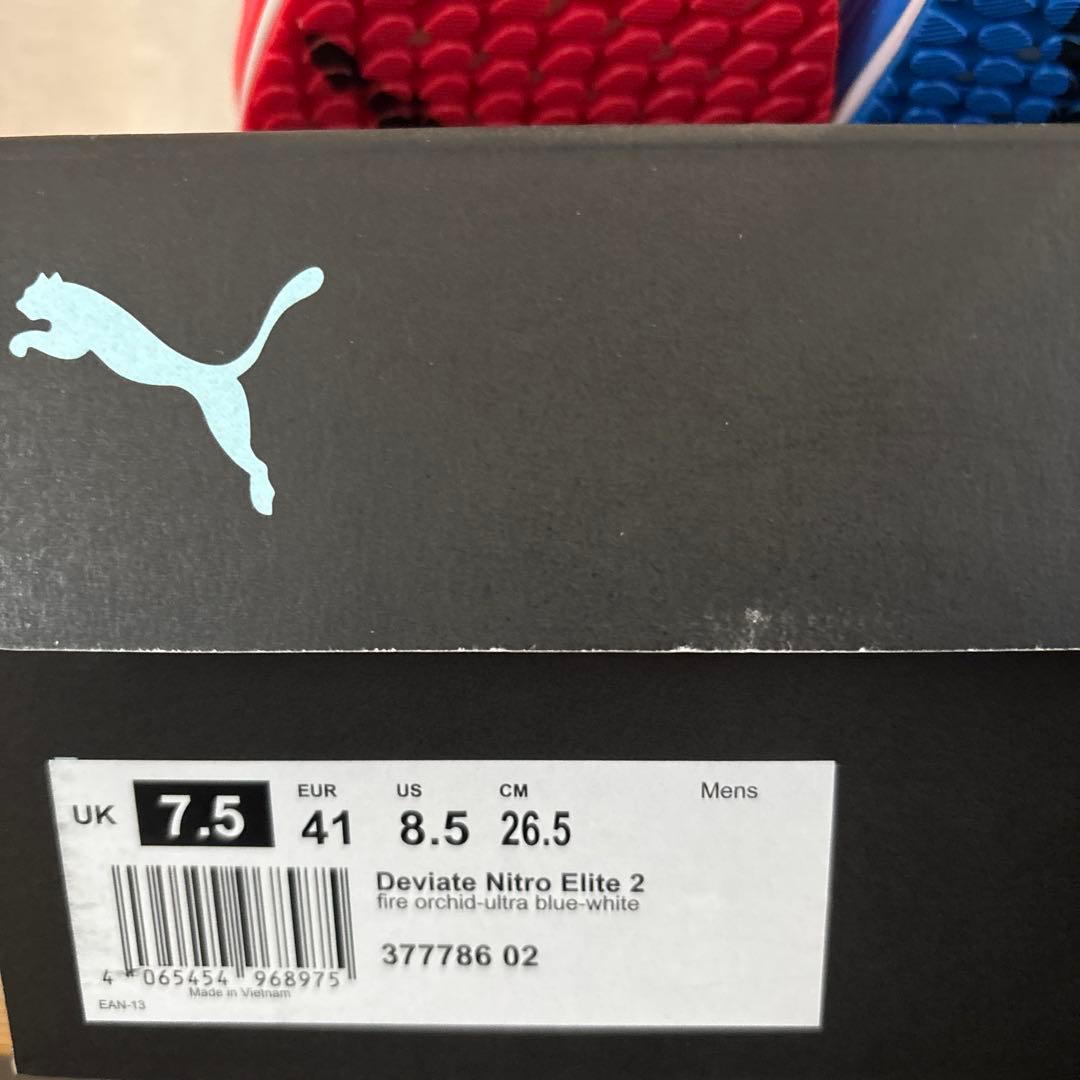 UK 7.5
EUR US CM Mens
41 8.5 26.5
Deviate Nitro Elite 2
fire orchid-ultra blue-white
377786 02
4 065454 968975
Made in Vietnam
EAN-13